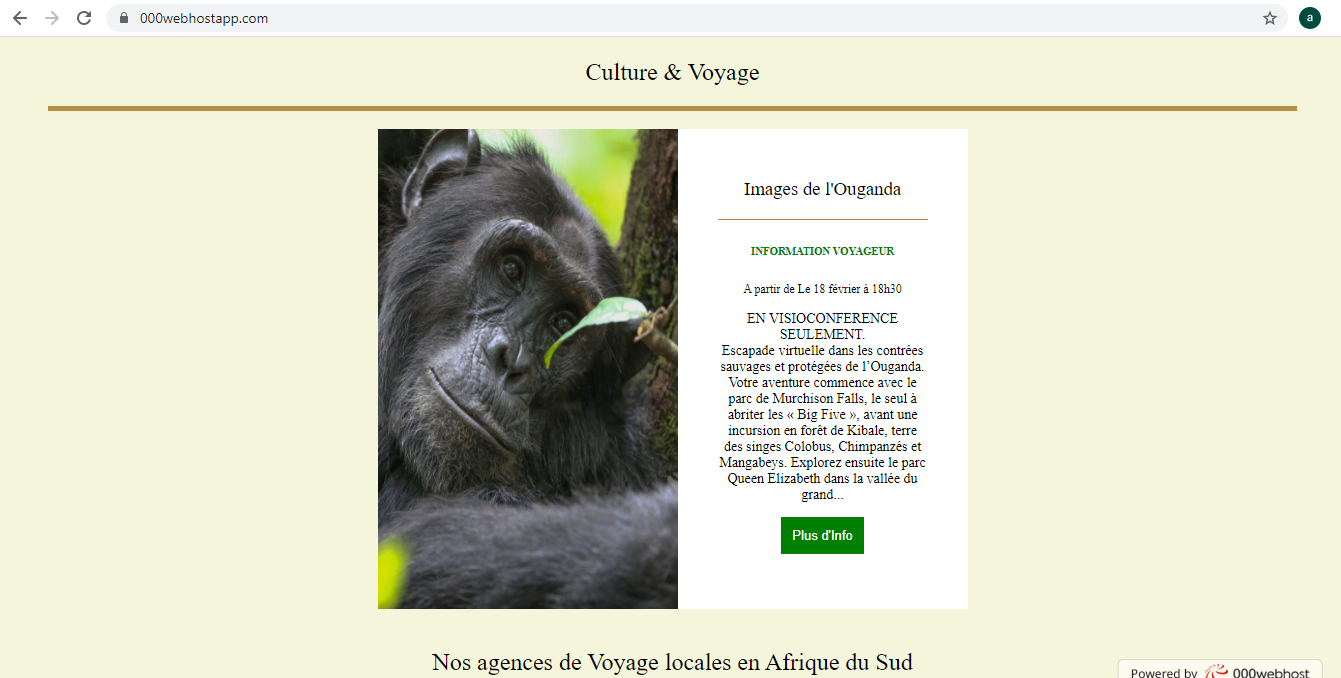 000webhostapp.com
a
Culture & Voyage
Images de l'Ouganda
INFORMATION VOYAGEUR
A partir de Le 18 février à 18h30
EN VISIOCONFERENCE
SEULEMENT.
Escapade virtuelle dans les contrées
sauvages et protégées de l’Ouganda.
Votre aventure commence avec le
parc de Murchison Falls, le seul à
abriter les « Big Five », avant une
incursion en forêt de Kibale, terre
des singes Colobus, Chimpanzés et
Mangabeys. Explorez ensuite le parc
Queen Elizabeth dans la vallée du
grand...
Plus d'Info
Nos agences de Voyage locales en Afrique du Sud
Powered by 000webhost